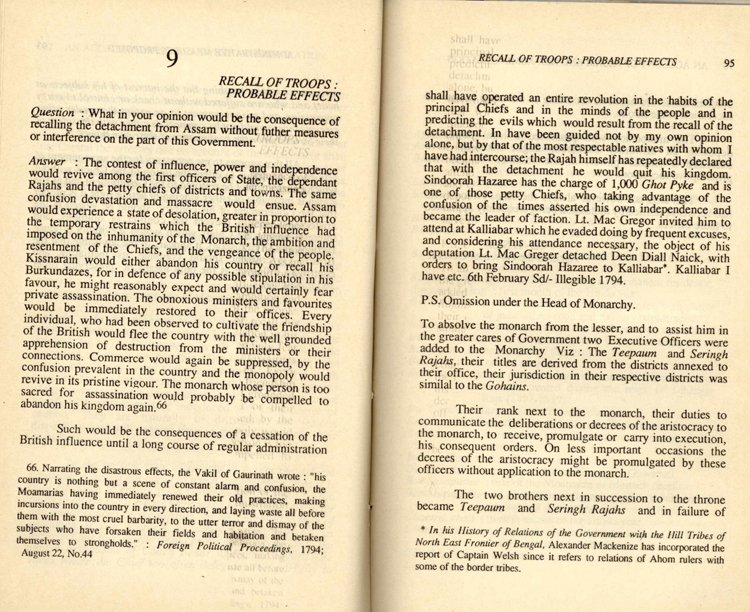 9
RECALL OF TROOPS :
PROBABLE EFFECTS
Question : What in your opinion would be the consequence of
recalling the detachment from Assam without futher measures
or interference on the part of this Government.
Answer : The contest of influence, power and independence
would revive among the first officers of State, the dependant
Rajahs and the petty chiefs of districts and towns. The same
confusion devastation and massacre would ensue. Assam
would experience a state of desolation, greater in proportion to
the temporary restrains which the British influence had
imposed on the inhumanity of the Monarch, the ambition and
resentment of the Chiefs, and the vengeance of the people.
Kissnarain would either abandon his country or recall his
Burkundazes, for in defence of any possible stipulation in his
favour, he might reasonably expect and would certainly fear
private assassination. The obnoxious ministers and favourites
would be immediately restored to their offices. Every
individual, who had been observed to cultivate the friendship
of the British would flee the country with the well grounded
apprehension of destruction from the ministers or their
connections. Commerce would again be suppressed, by the
confusion prevalent in the country and the monopoly would
revive in its pristine vigour. The monarch whose person is too
sacred for assassination would probably be compelled to
abandon his kingdom again.66
Such would be the consequences of a cessation of the
British influence until a long course of regular administration
66. Narrating the disastrous effects, the Vakil of Gaurinath wrote : "his
country is nothing but a scene of constant alarm and confusion, the
Moamarias having immediately renewed their old practices, making
incursions into the country in every direction, and laying waste all before
them with the most cruel barbarity, to the utter terror and dismay of the
subjects who have forsaken their fields and habitation and betaken
themselves to strongholds." : Foreign Political Proceedings, 1794;
August 22, No.44
RECALL OF TROOPS : PROBABLE EFFECTS 95
shall have operated an entire revolution in the habits of the
principal Chiefs and in the minds of the people and in
predicting the evils which would result from the recall of the
detachment. In have been guided not by my own opinion
alone, but by that of the most respectable natives with whom I
have had intercourse; the Rajah himself has repeatedly declared
that with the detachment he would quit his kingdom.
Sindoorah Hazaree has the charge of 1,000 Ghot Pyke and is
one of those petty Chiefs, who taking advantage of the
confusion of the times asserted his own independence and
became the leader of faction. Lt. Mac Gregor invited him to
attend at Kalliabar which he evaded doing by frequent excuses,
and considering his attendance necessary, the object of his
deputation Lt. Mac Greger detached Deen Diall Naick, with
orders to bring Sindoorah Hazaree to Kalliabar*. Kalliabar I
have etc. 6th February Sd/- Illegible 1794.
P.S. Omission under the Head of Monarchy.
To absolve the monarch from the lesser, and to assist him in
the greater cares of Government two Executive Officers were
added to the Monarchy Viz : The Teepaum and Seringh
Rajahs, their titles are derived from the districts annexed to
their office, their jurisdiction in their respective districts was
similal to the Gohains.
Their rank next to the monarch, their duties to
communicate the deliberations or decrees of the aristocracy to
the monarch, to receive, promulgate or carry into execution,
his consequent orders. On less important occasions the
decrees of the aristocracy might be promulgated by these
officers without application to the monarch.
The two brothers next in succession to the throne
became Teepaum and Seringh Rajahs and in failure of
* In his History of Relations of the Government with the Hill Tribes of
North East Frontier of Bengal, Alexander Mackenize has incorporated the
report of Captain Welsh since it refers to relations of Ahom rulers with
some of the border tribes.